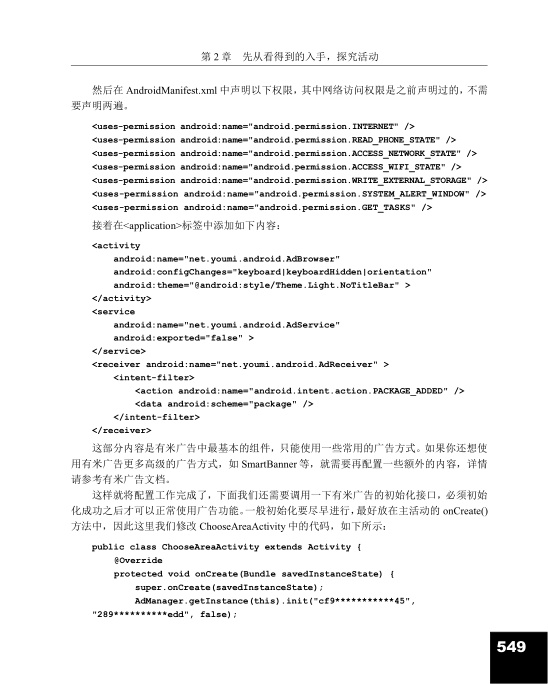 第 2 章　先从看得到的入手，探究活动
然后在 AndroidManifest.xml 中声明以下权限，其中网络访问权限是之前声明过的，不需
要声明两遍。
<uses-permission android:name="android.permission.INTERNET" />
<uses-permission android:name="android.permission.READ_PHONE_STATE" />
<uses-permission android:name="android.permission.ACCESS_NETWORK_STATE" />
<uses-permission android:name="android.permission.ACCESS_WIFI_STATE" />
<uses-permission android:name="android.permission.WRITE_EXTERNAL_STORAGE" />
<uses-permission android:name="android.permission.SYSTEM_ALERT_WINDOW" />
<uses-permission android:name="android.permission.GET_TASKS" />
接着在<application>标签中添加如下内容：
<activity
android:name="net.youmi.android.AdBrowser"
android:configChanges="keyboard|keyboardHidden|orientation"
android:theme="@android:style/Theme.Light.NoTitleBar" >
</activity>
<service
android:name="net.youmi.android.AdService"
android:exported="false" >
</service>
<receiver android:name="net.youmi.android.AdReceiver" >
<intent-filter>
<action android:name="android.intent.action.PACKAGE_ADDED" />
<data android:scheme="package" />
</intent-filter>
</receiver>
这部分内容是有米广告中最基本的组件，只能使用一些常用的广告方式。如果你还想使
用有米广告更多高级的广告方式，如 SmartBanner 等，就需要再配置一些额外的内容，详情
请参考有米广告文档。
这样就将配置工作完成了，下面我们还需要调用一下有米广告的初始化接口，必须初始
化成功之后才可以正常使用广告功能。一般初始化要尽早进行，最好放在主活动的 onCreate()
方法中，因此这里我们修改 ChooseAreaActivity 中的代码，如下所示：
public class ChooseAreaActivity extends Activity {
@Override
protected void onCreate(Bundle savedInstanceState) {
super.onCreate(savedInstanceState);
AdManager.getInstance(this).init("cf9***********45",
"289**********edd", false);
549